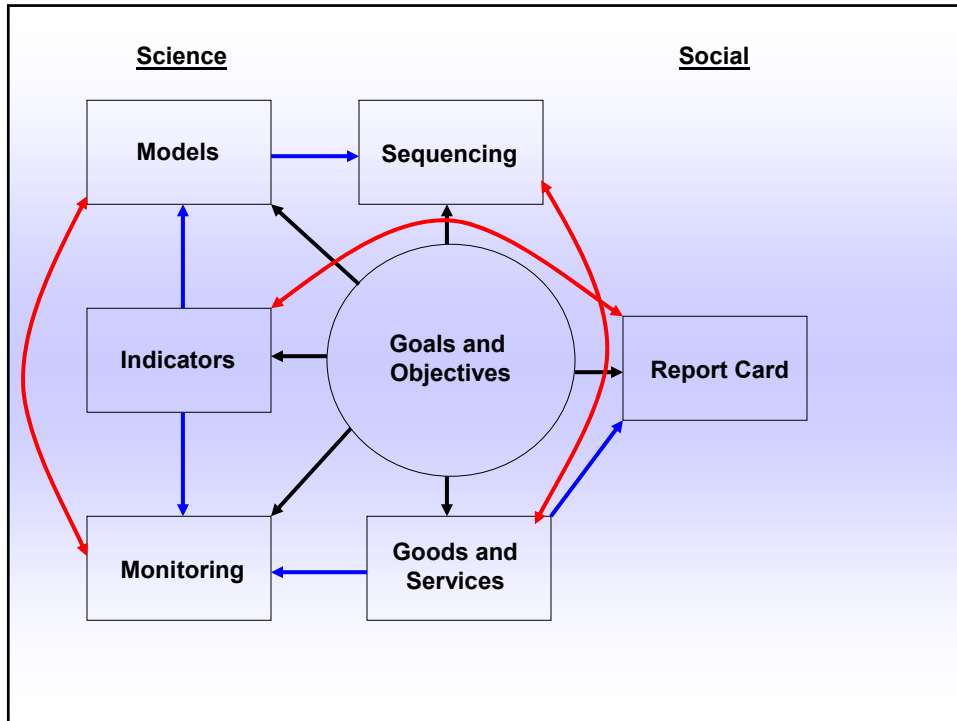 Science
Social
Models
Sequencing
Indicators
Goals and
Objectives
Report Card
Monitoring
Goods and
Services